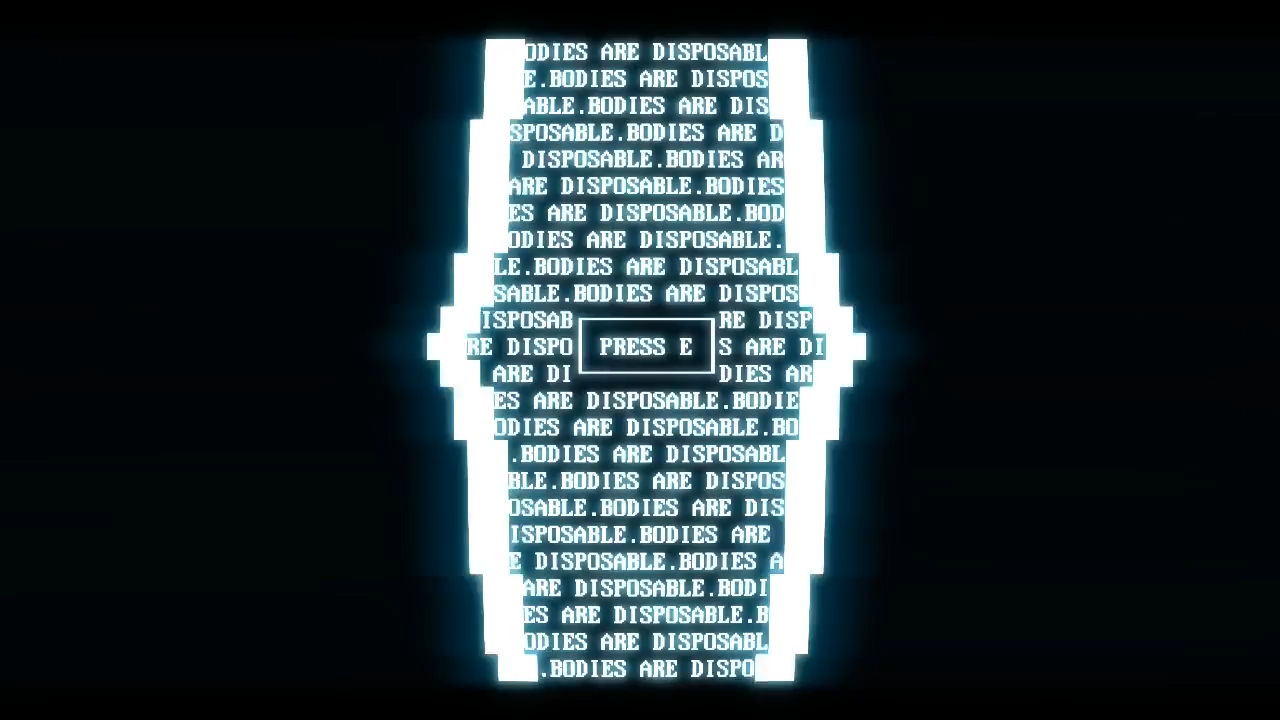 ODIES ARE DISPOSABL
E.BODIES ARE DISPOS
ABLE.BODIES ARE DIS
SPOSABLE.BODIES ARE D
DISPOSABLE.BODIES AR
ARE DISPOSABLE.BODIES
ES ARE DISPOSABLE.BOD
ODIES ARE DISPOSABLE.
LE.BODIES ARE DISPOSABL
SABLE.BODIES ARE DISPOS
ISPOSAB RE DISP
RE DISPO PRESS E S ARE DI
ARE DI DIES AR
ES ARE DISPOSABLE.BODIE
ODIES ARE DISPOSABLE.BO
.BODIES ARE DISPOSABL
BLE.BODIES ARE DISPOS
OSABLE.BODIES ARE DIS
ISPOSABLE.BODIES ARE
E DISPOSABLE.BODIES A
ARE DISPOSABLE.BODI
ES ARE DISPOSABLE.B
ODIES ARE DISPOSABL
.BODIES ARE DISPO